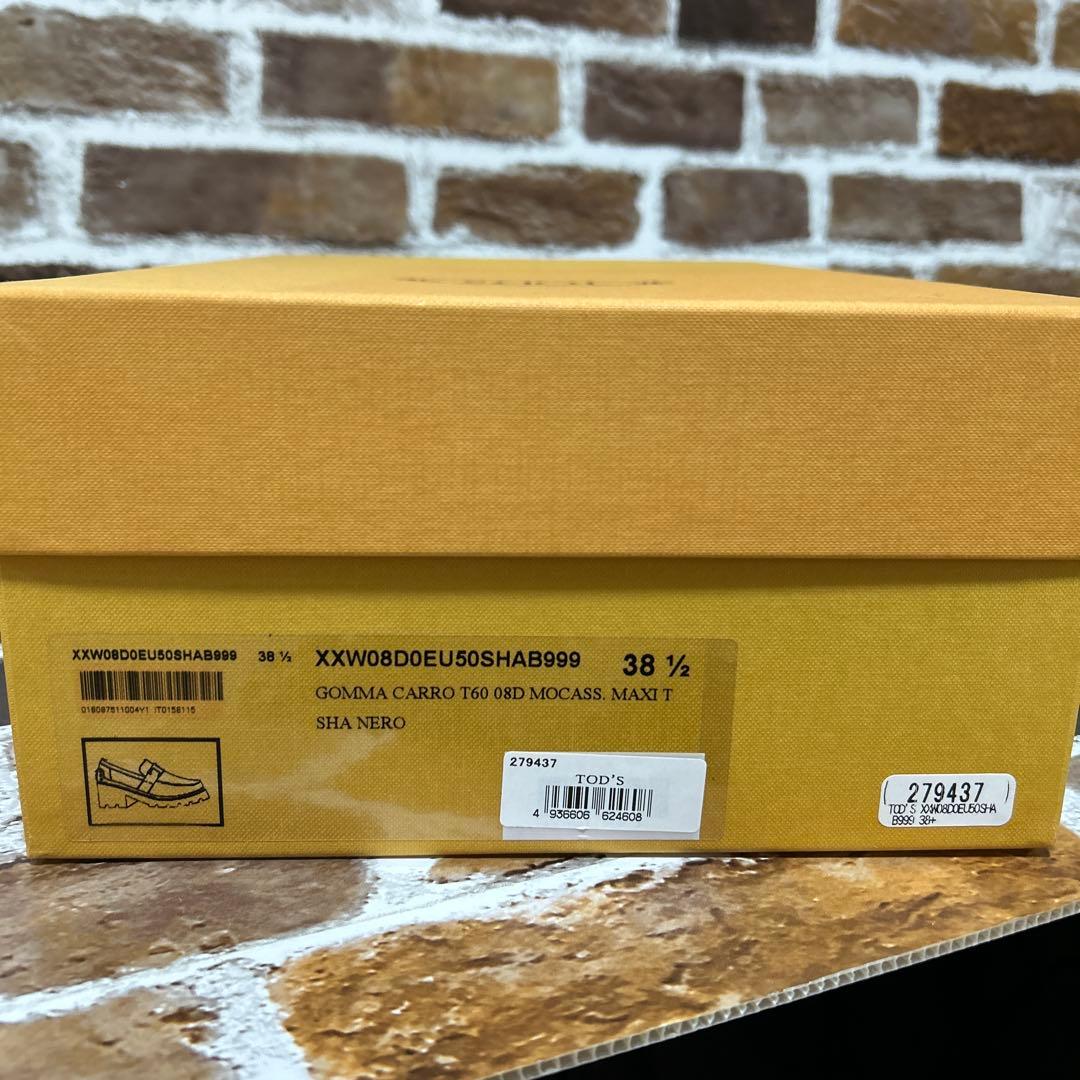 XXW08D0EU50SHAB999 38 ½
018087511004Y1 IT0158115
XXW08D0EU50SHAB999 38 ½
GOMMA CARRO T60 08D MOCASS. MAXI T
SHA NERO
279437
TOD'S
4 936606 624608
279437
TOD'S XXW08D0EU50SHA
B999 38+